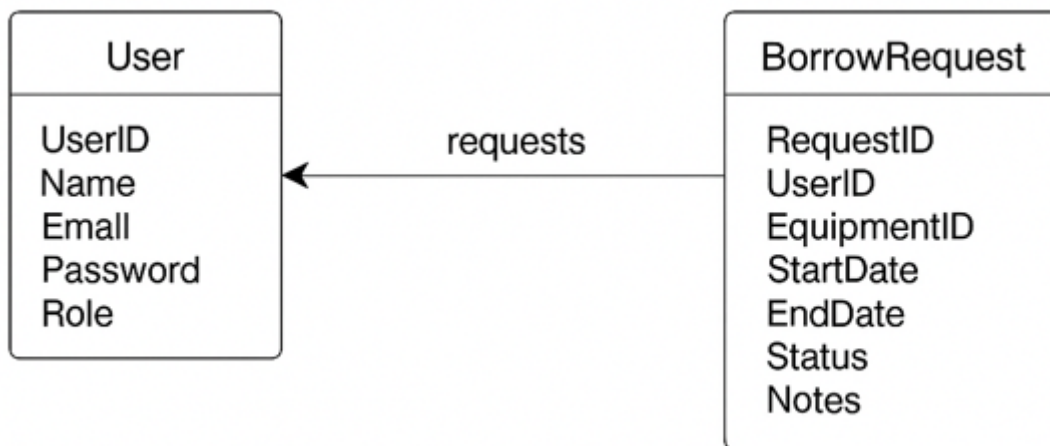 User
UserID
Name
Emall
Password
Role
requests
BorrowRequest
RequestID
UserID
EquipmentID
StartDate
EndDate
Status
Notes